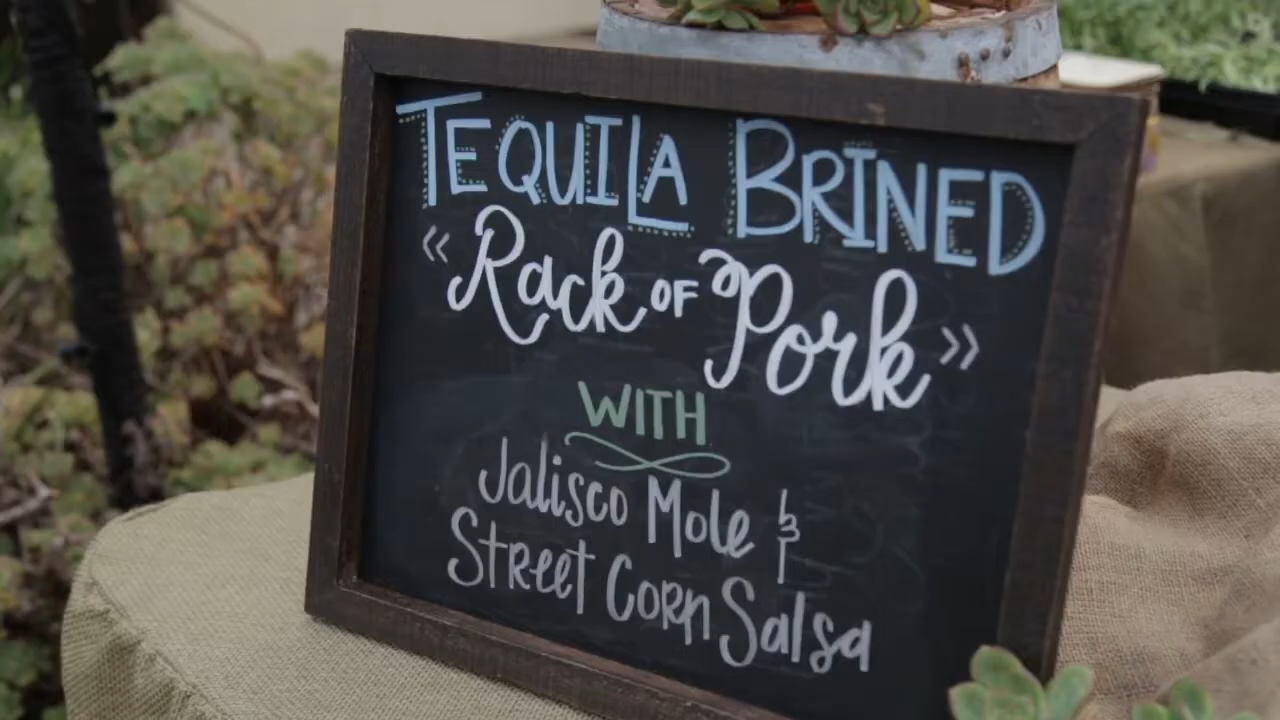 TEQUILA BRINED
« Rack OF Pork »
WITH
Jalisco Mole &
Street Corn Salsa